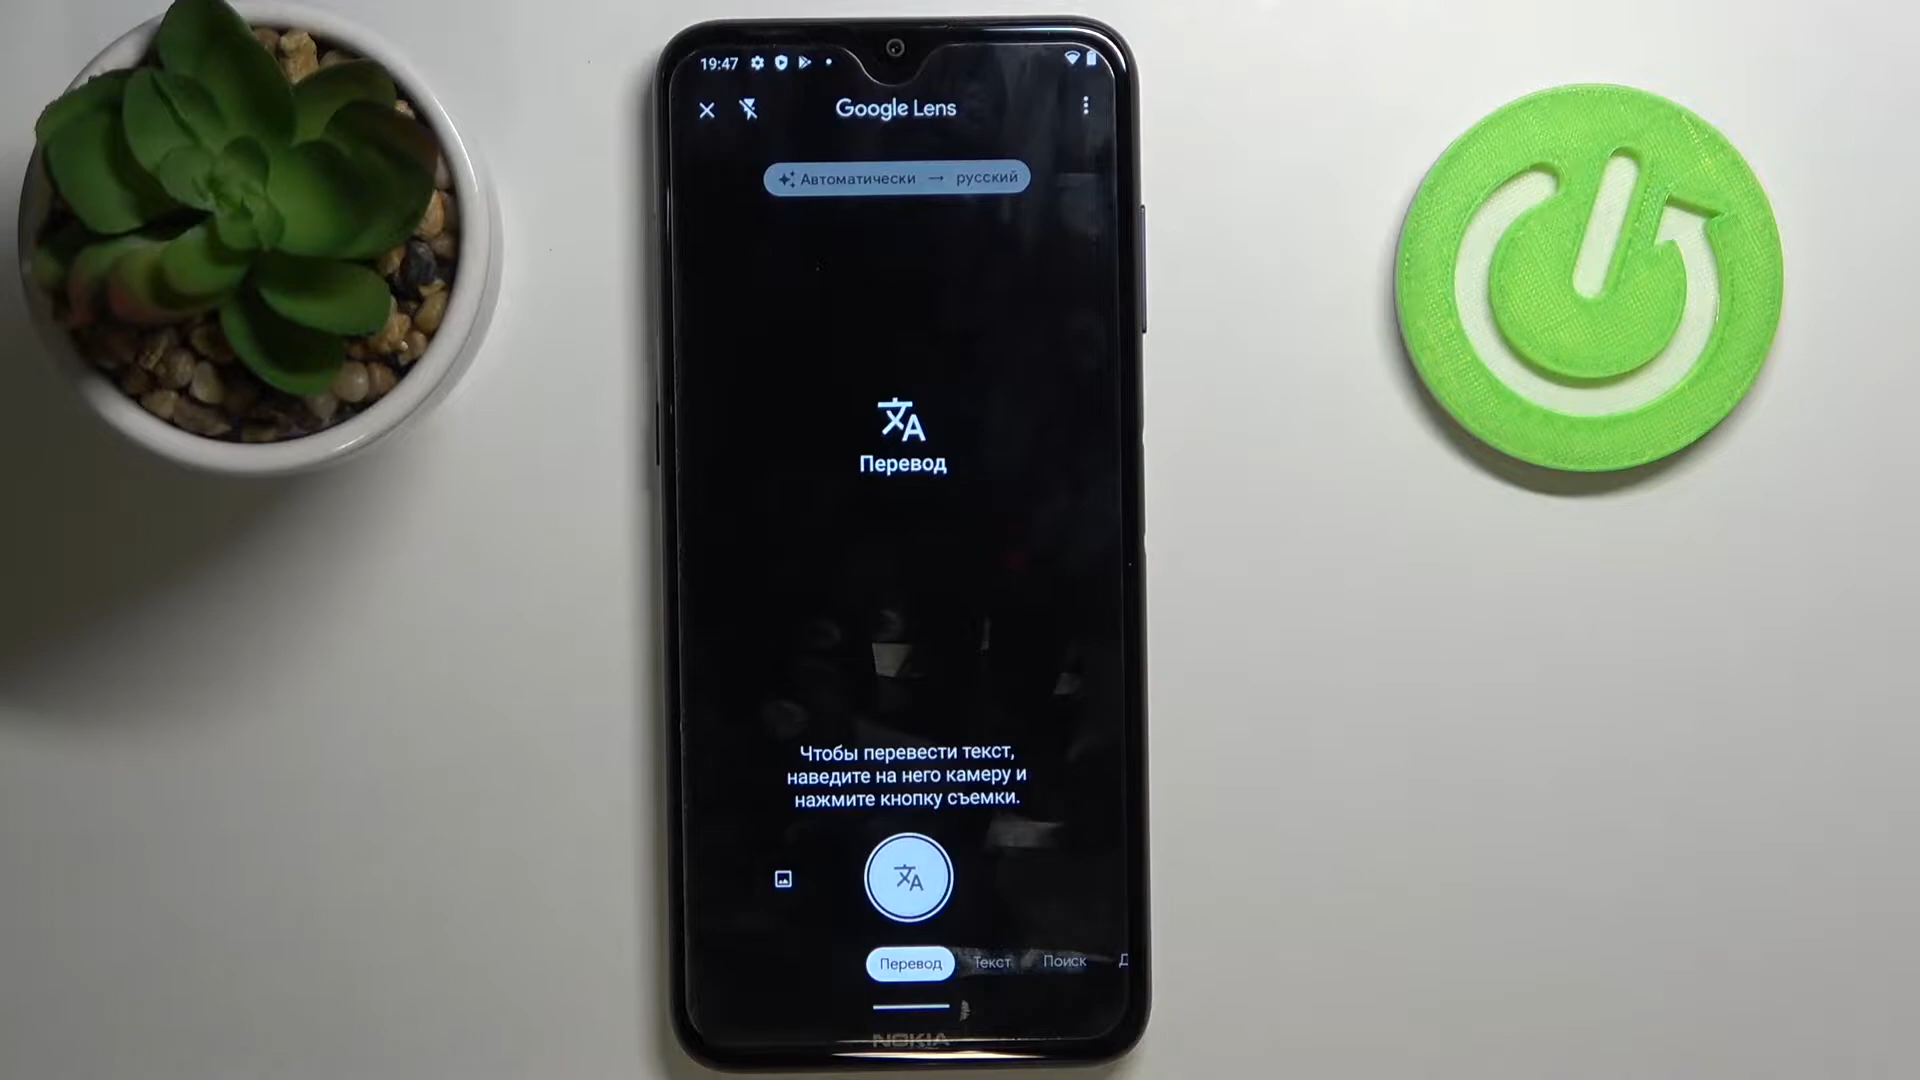 19:47
Google Lens
Автоматически → русский
Перевод
Чтобы перевести текст,
наведите на него камеру и
нажмите кнопку съемки.
Перевод Текст Поиск Д
NOKIA